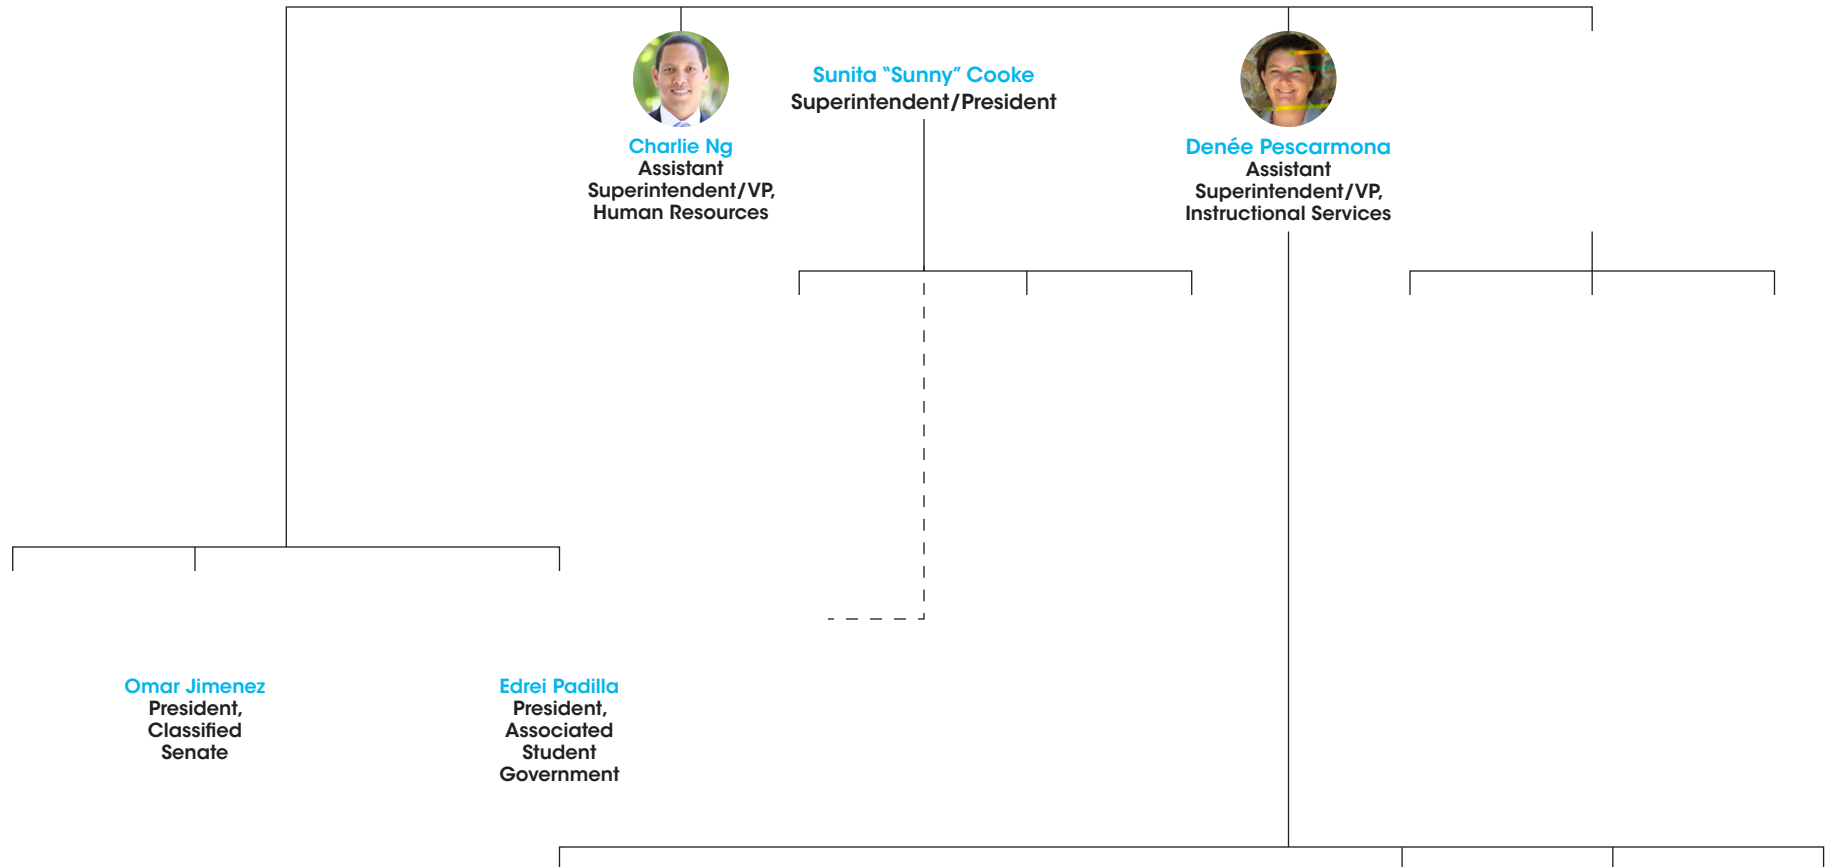 Sunita “Sunny” Cooke
Superintendent/President
Charlie Ng
Assistant
Superintendent/VP,
Human Resources
Denée Pescarmona
Assistant
Superintendent/VP,
Instructional Services
Omar Jimenez
President,
Classified
Senate
Edrei Padilla
President,
Associated
Student
Government